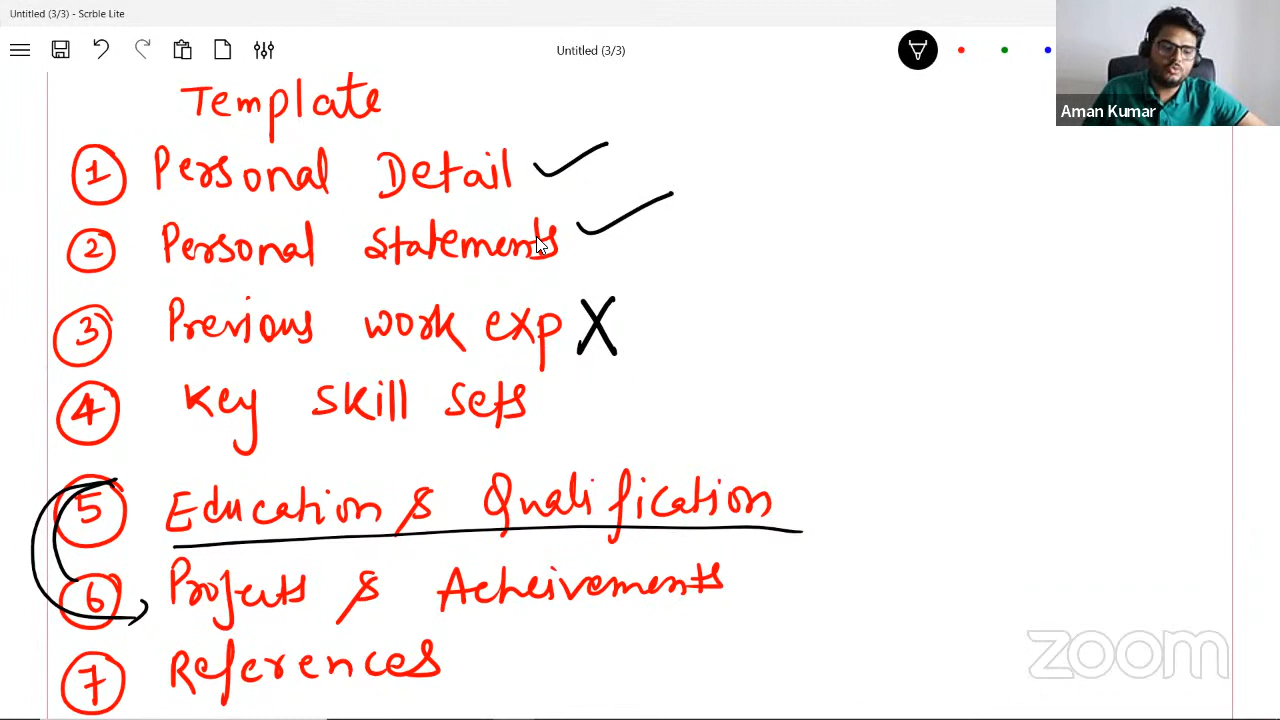 Untitled (3/3) - Scrble Lite
Untitled (3/3)
Aman Kumar
Template
1 Personal Detail
2 Personal Statements
3 Previous work exp X
4 Key Skill Sets
5 Education & Qualification
6 Projects & Acheivements
7 References
zoom